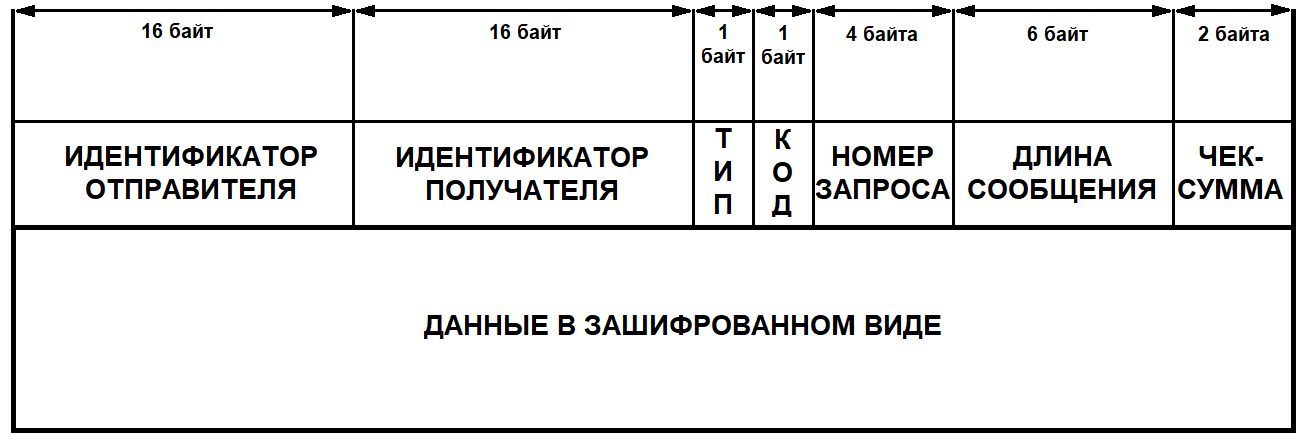 16 байт
16 байт
1
байт
1
байт
4 байта
6 байт
2 байта
ИДЕНТИФИКАТОР
ОТПРАВИТЕЛЯ
ИДЕНТИФИКАТОР
ПОЛУЧАТЕЛЯ
Т
И
П
К
О
Д
НОМЕР
ЗАПРОСА
ДЛИНА
СООБЩЕНИЯ
ЧЕК-
СУММА
ДАННЫЕ В ЗАШИФРОВАННОМ ВИДЕ